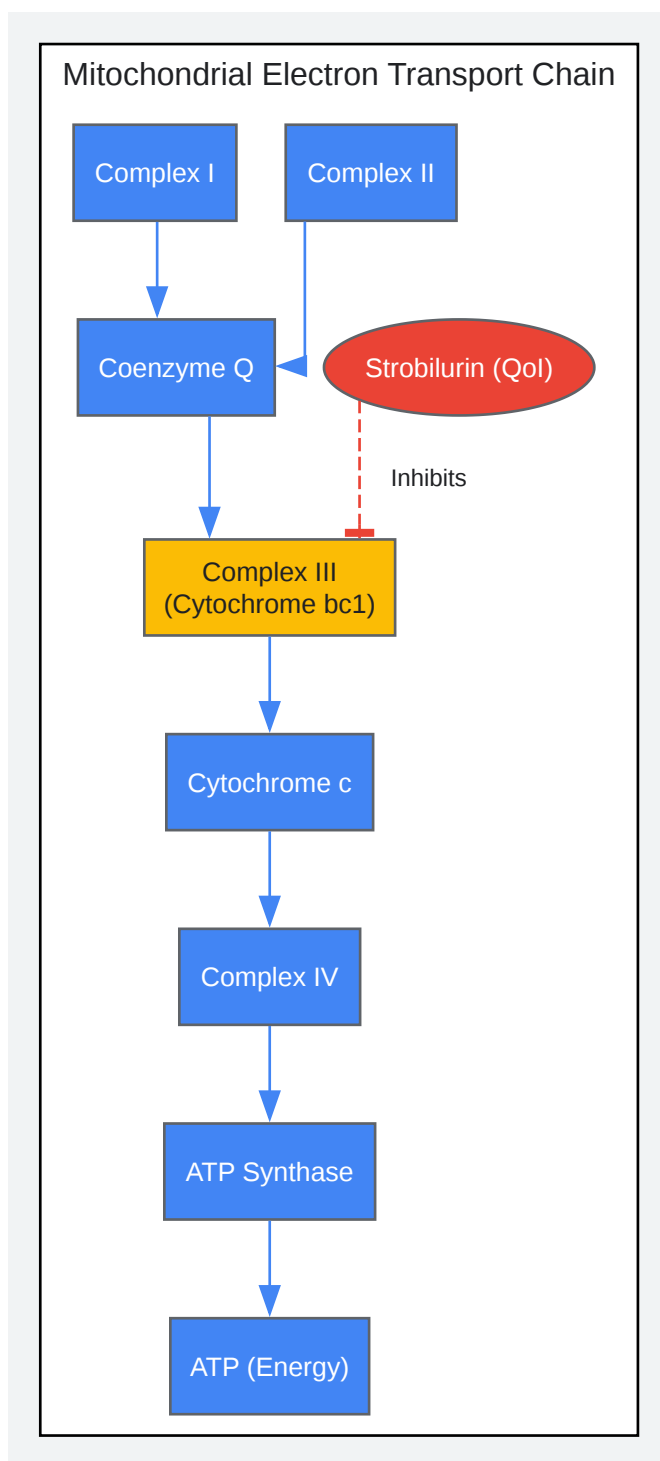 Mitochondrial Electron Transport Chain
Complex I
Complex II
Coenzyme Q
Strobilurin (QoI)
Inhibits
Complex III
(Cytochrome bc1)
Cytochrome c
Complex IV
ATP Synthase
ATP (Energy)